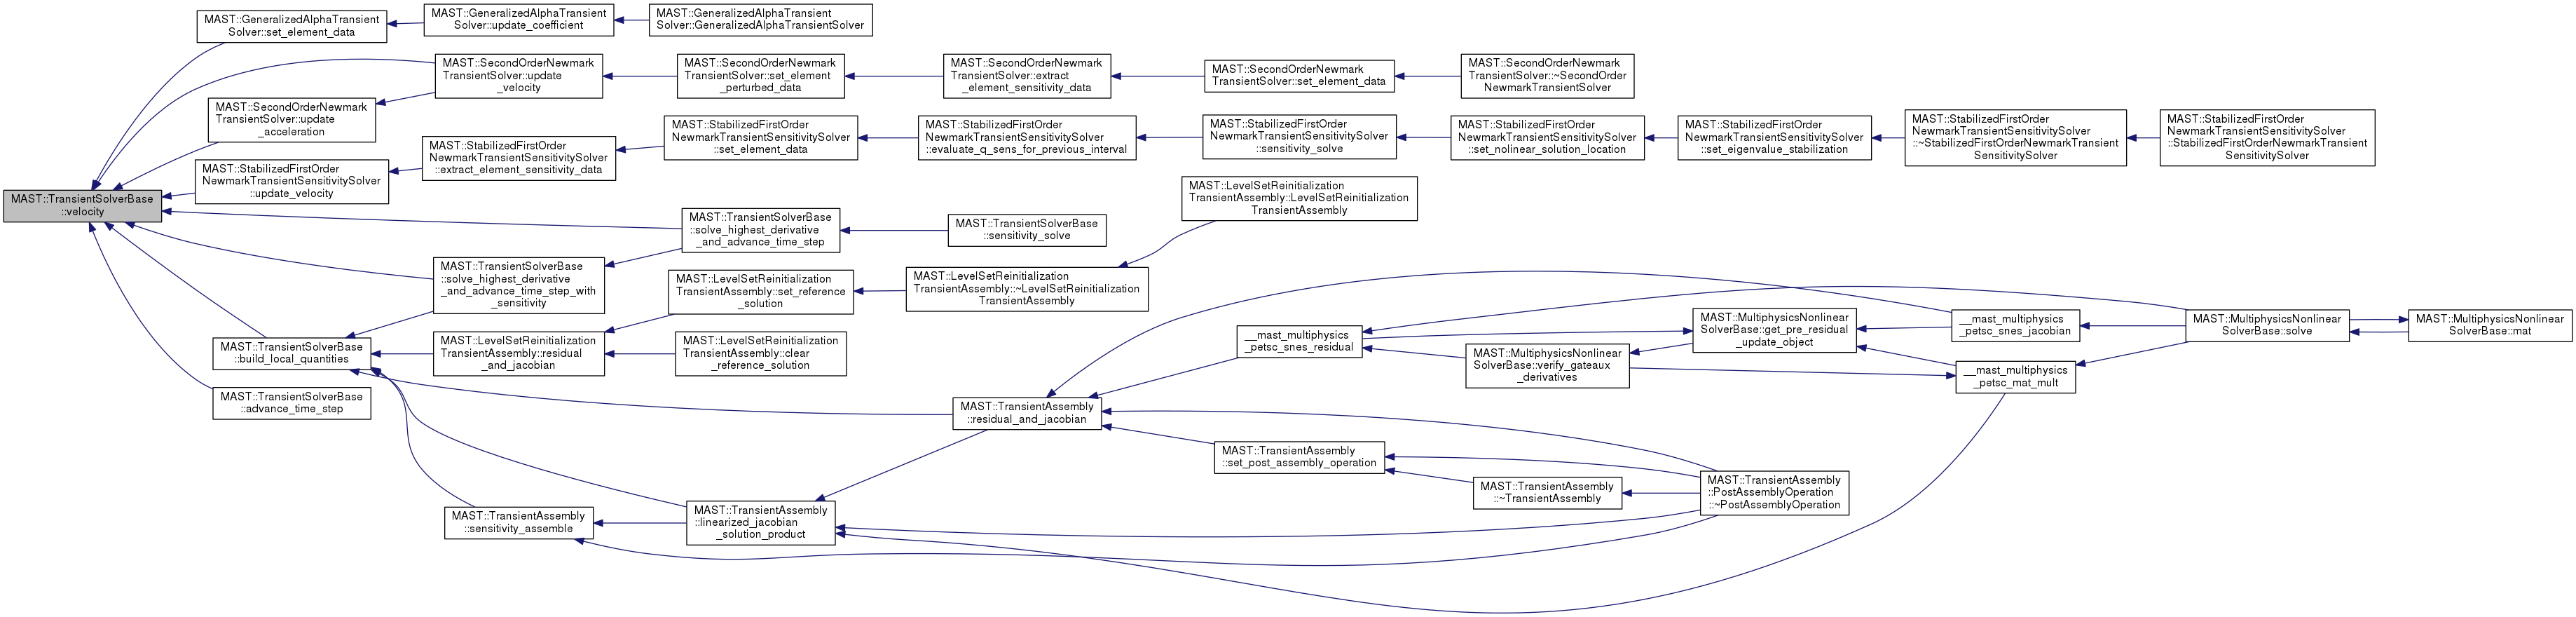 MAST::GeneralizedAlphaTransient
Solver::set_element_data
MAST::GeneralizedAlphaTransient
Solver::update_coefficient
MAST::GeneralizedAlphaTransient
Solver::GeneralizedAlphaTransientSolver
MAST::SecondOrderNewmark
TransientSolver::update
_velocity
MAST::SecondOrderNewmark
TransientSolver::set_element
_perturbed_data
MAST::SecondOrderNewmark
TransientSolver::extract
_element_sensitivity_data
MAST::SecondOrderNewmark
TransientSolver::set_element_data
MAST::SecondOrderNewmark
TransientSolver::~SecondOrder
NewmarkTransientSolver
MAST::SecondOrderNewmark
TransientSolver::update
_acceleration
MAST::StabilizedFirstOrder
NewmarkTransientSensitivitySolver
::update_velocity
MAST::StabilizedFirstOrder
NewmarkTransientSensitivitySolver
::extract_element_sensitivity_data
MAST::StabilizedFirstOrder
NewmarkTransientSensitivitySolver
::set_element_data
MAST::StabilizedFirstOrder
NewmarkTransientSensitivitySolver
::evaluate_q_sens_for_previous_interval
MAST::StabilizedFirstOrder
NewmarkTransientSensitivitySolver
::sensitivity_solve
MAST::StabilizedFirstOrder
NewmarkTransientSensitivitySolver
::set_nolinear_solution_location
MAST::StabilizedFirstOrder
NewmarkTransientSensitivitySolver
::set_eigenvalue_stabilization
MAST::StabilizedFirstOrder
NewmarkTransientSensitivitySolver
::~StabilizedFirstOrderNewmarkTransient
SensitivitySolver
MAST::StabilizedFirstOrder
NewmarkTransientSensitivitySolver
::StabilizedFirstOrderNewmarkTransient
SensitivitySolver
MAST::TransientSolverBase
::velocity
MAST::TransientSolverBase
::solve_highest_derivative
_and_advance_time_step
MAST::TransientSolverBase
::sensitivity_solve
MAST::LevelSetReinitialization
TransientAssembly::LevelSetReinitialization
TransientAssembly
MAST::TransientSolverBase
::solve_highest_derivative
_and_advance_time_step_with
_sensitivity
MAST::LevelSetReinitialization
TransientAssembly::set_reference
_solution
MAST::LevelSetReinitialization
TransientAssembly::~LevelSetReinitialization
TransientAssembly
MAST::TransientSolverBase
::build_local_quantities
MAST::LevelSetReinitialization
TransientAssembly::residual
_and_jacobian
MAST::LevelSetReinitialization
TransientAssembly::clear
_reference_solution
MAST::TransientSolverBase
::advance_time_step
__mast_multiphysics
_petsc_snes_residual
MAST::MultiphysicsNonlinear
SolverBase::verify_gateaux
_derivatives
MAST::MultiphysicsNonlinear
SolverBase::get_pre_residual
_update_object
__mast_multiphysics
_petsc_snes_jacobian
__mast_multiphysics
_petsc_mat_mult
MAST::MultiphysicsNonlinear
SolverBase::solve
MAST::MultiphysicsNonlinear
SolverBase::mat
MAST::TransientAssembly
::residual_and_jacobian
MAST::TransientAssembly
::set_post_assembly_operation
MAST::TransientAssembly
::~TransientAssembly
MAST::TransientAssembly
::PostAssemblyOperation
::~PostAssemblyOperation
MAST::TransientAssembly
::sensitivity_assemble
MAST::TransientAssembly
::linearized_jacobian
_solution_product